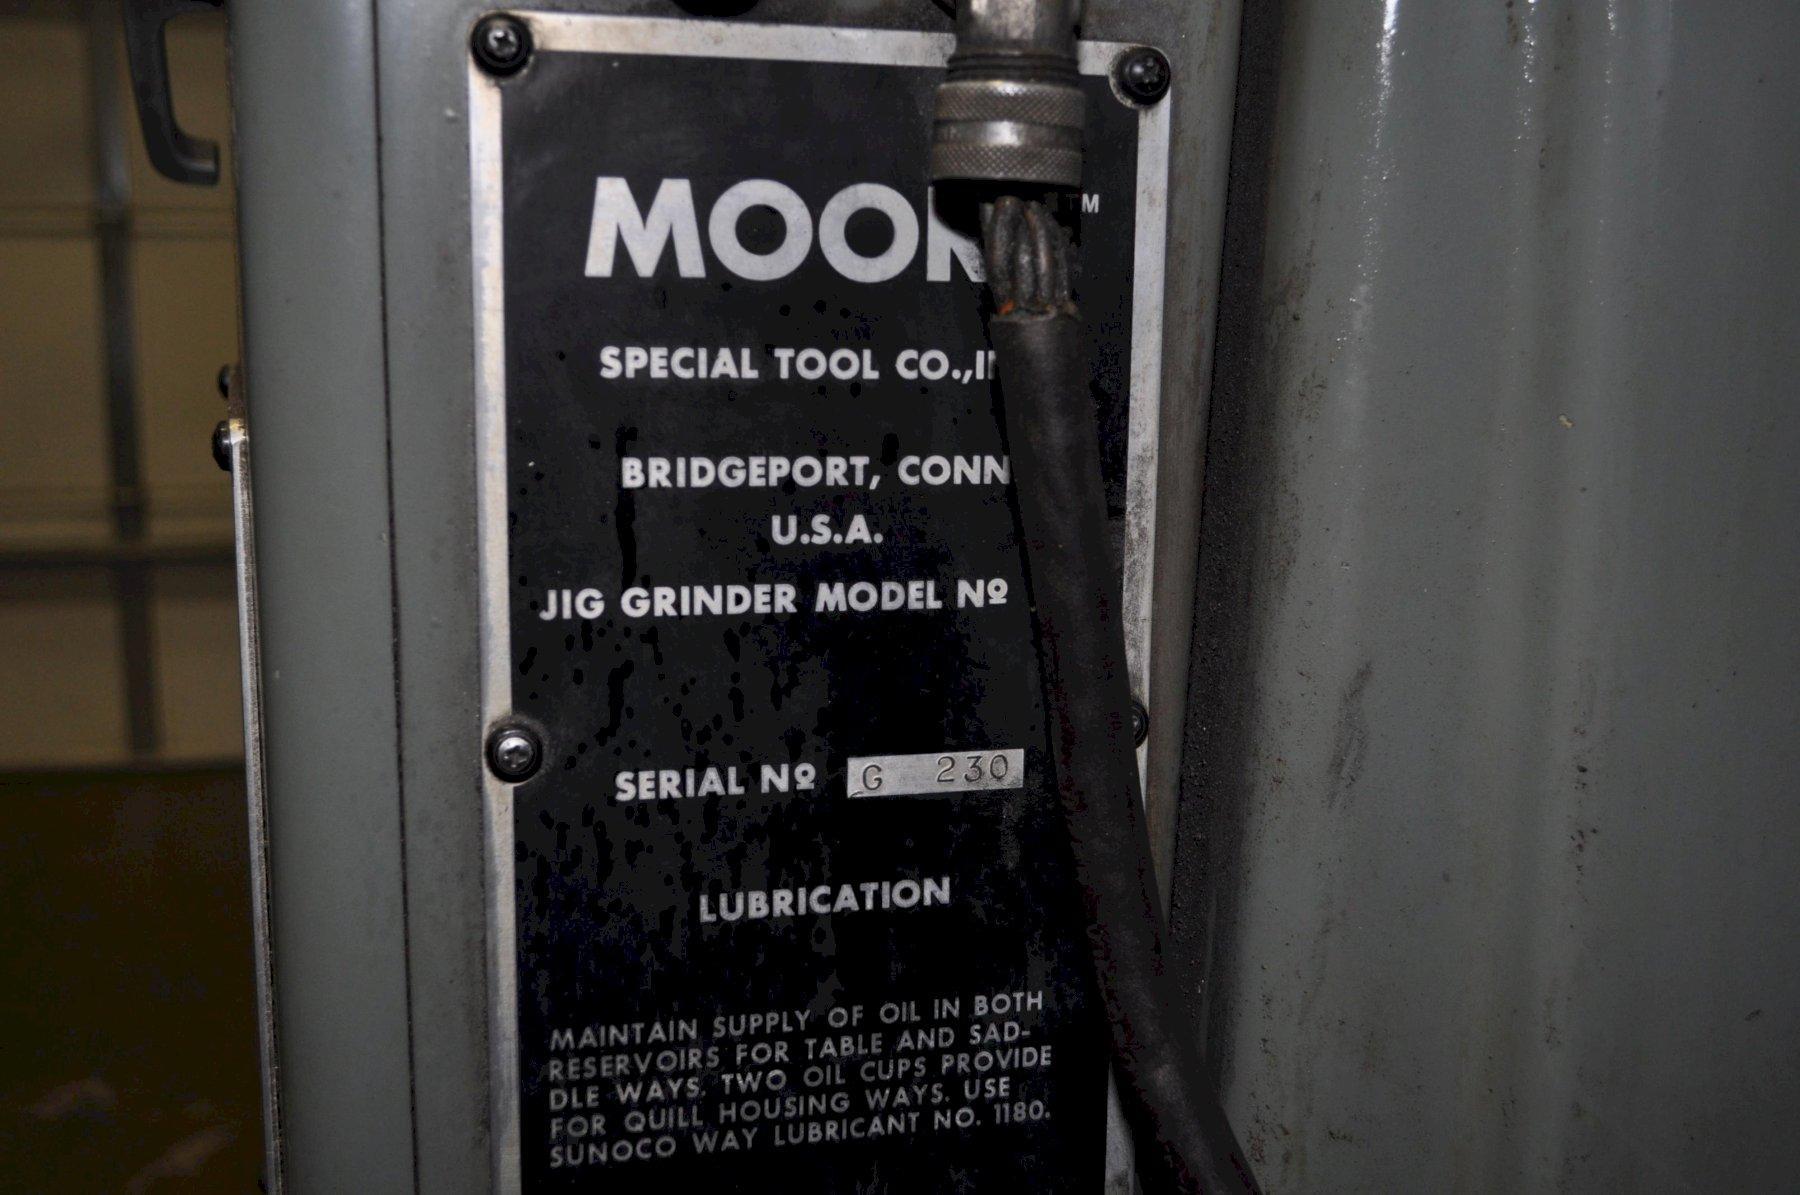 MOOR ™
SPECIAL TOOL CO.,IN
BRIDGEPORT, CONN
U.S.A.
JIG GRINDER MODEL Nº
SERIAL Nº G 230
LUBRICATION
MAINTAIN SUPPLY OF OIL IN BOTH
RESERVOIRS FOR TABLE AND SAD-
DLE WAYS. TWO OIL CUPS PROVIDE
FOR QUILL HOUSING WAYS. USE
SUNOCO WAY LUBRICANT NO. 1180.